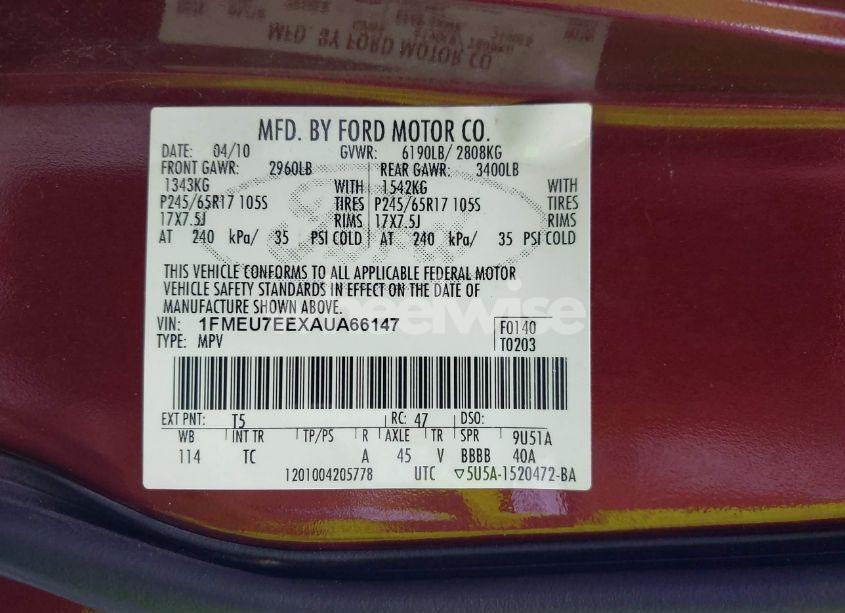 MFD. BY FORD MOTOR CO.
DATE: 04/10 GVWR: 6190LB/ 2808KG
FRONT GAWR: 2960LB REAR GAWR: 3400LB
1343KG WITH 1542KG WITH
P245/65R17 105S TIRES P245/65R17 105S TIRES
17X7.5J RIMS 17X7.5J RIMS
AT 240 kPa/ 35 PSI COLD AT 240 kPa/ 35 PSI COLD
THIS VEHICLE CONFORMS TO ALL APPLICABLE FEDERAL MOTOR
VEHICLE SAFETY STANDARDS IN EFFECT ON THE DATE OF
MANUFACTURE SHOWN ABOVE.
VIN: 1FMEU7EEXAUA66147 F0140
TYPE: MPV T0203
EXT PNT: T5 RC: 47 DSO:
WB INT TR TP/PS R AXLE TR SPR 9U51A
114 TC A 45 V BBBB 40A
1201004205778 UTC ▽5U5A-1520472-BA